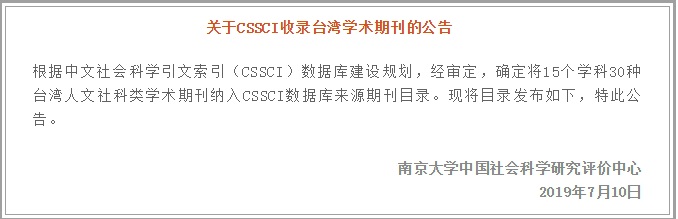 关于CSSCI收录台湾学术期刊的公告
根据中文社会科学引文索引（CSSCI）数据库建设规划，经审定，确定将15个学科30种
台湾人文社科类学术期刊纳入CSSCI数据库来源期刊目录。现将目录发布如下，特此公
告。
南京大学中国社会科学研究评价中心
2019年7月10日